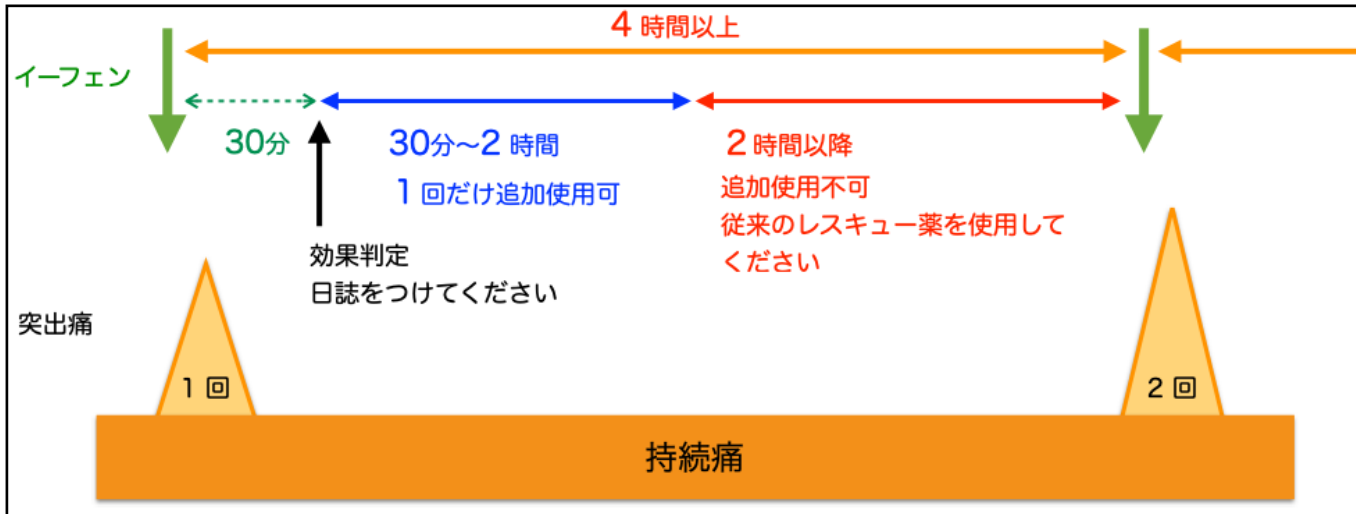 4 時間以上
イーフェン
30分
30分〜2 時間
1 回だけ追加使用可
2 時間以降
追加使用不可
従来のレスキュー薬を使用して
ください
効果判定
日誌をつけてください
突出痛
1 回
2 回
持続痛